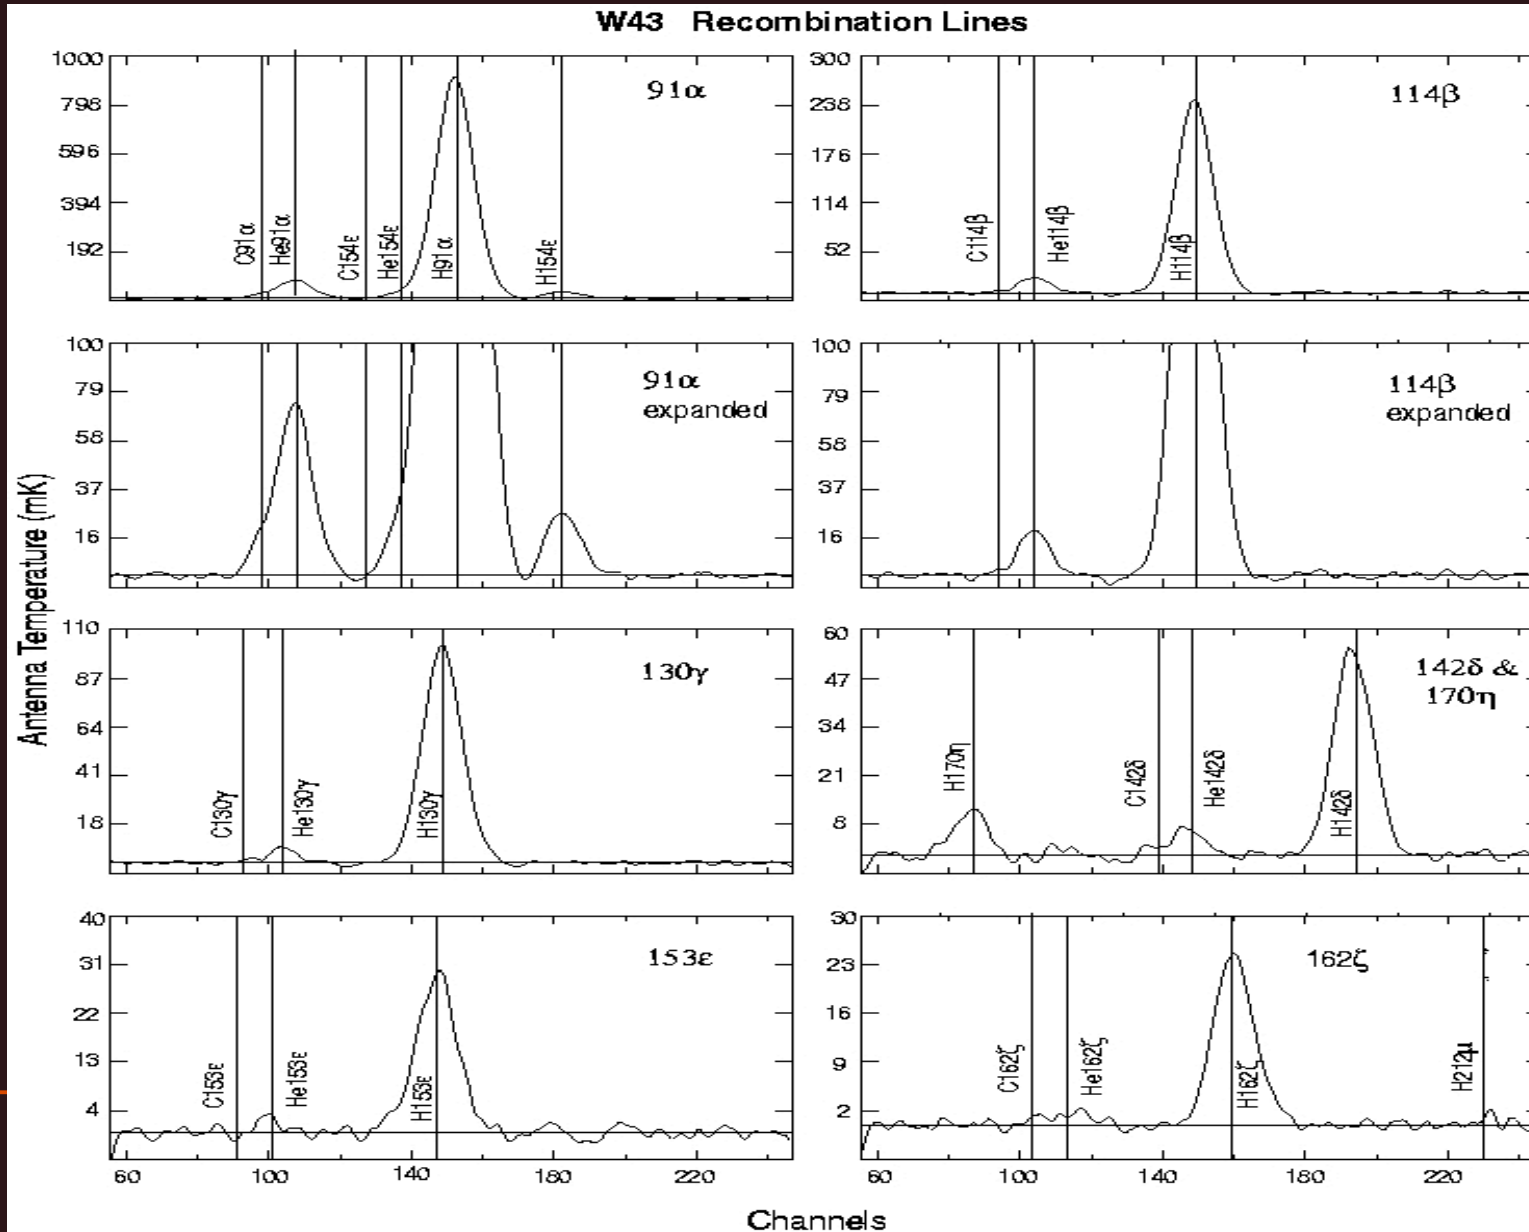 W43 Recombination Lines
Antenna Temperature (mK)
1000
798
596
394
192
C91α
He91α
C154ε
He154ε
H91α
H154ε
91α
300
238
176
114
52
C114β
He114β
H114β
114β
100
79
58
37
16
91α
expanded
100
79
58
37
16
114β
expanded
110
87
64
41
18
C130γ
He130γ
H130γ
130γ
60
47
34
21
8
H170η
C142δ
He142δ
H142δ
142δ &
170η
40
31
22
13
4
C153ε
He153ε
H153ε
153ε
60 100 140 180 220
30
23
16
9
2
C162ζ
He162ζ
H162ζ
H212μ
162ζ
60 100 140 180 220
Channels